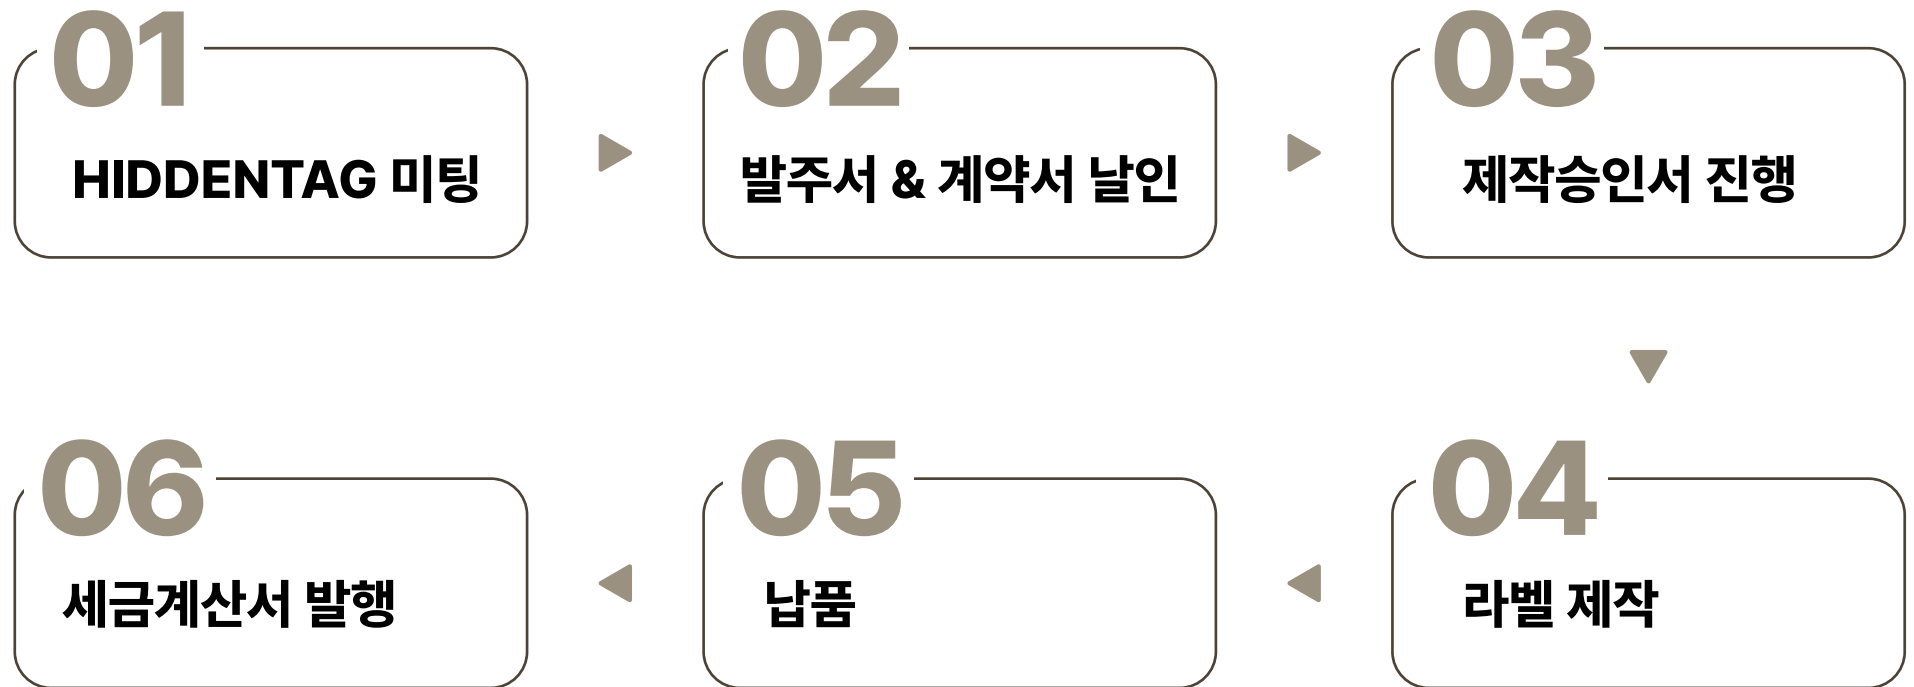 01
HIDDENTAG 미팅
02
발주서 & 계약서 날인
03
제작승인서 진행
04
라벨 제작
05
납품
06
세금계산서 발행